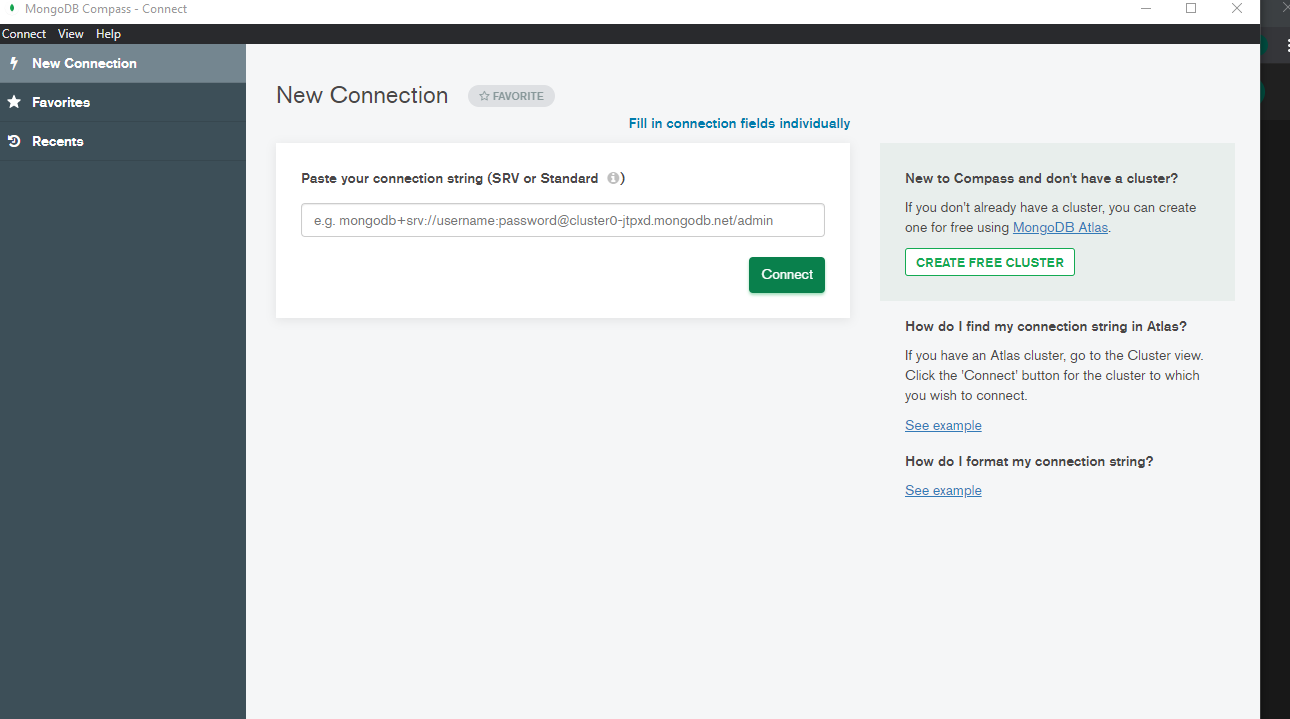 MongoDB Compass - Connect
Connect View Help
New Connection
Favorites
Recents
New Connection
FAVORITE
Fill in connection fields individually
Paste your connection string (SRV or Standard )
e.g. mongodb+srv://username:password@cluster0-jtpxd.mongodb.net/admin
Connect
New to Compass and don't have a cluster?
If you don't already have a cluster, you can create
one for free using MongoDB Atlas.
CREATE FREE CLUSTER
How do I find my connection string in Atlas?
If you have an Atlas cluster, go to the Cluster view.
Click the 'Connect' button for the cluster to which
you wish to connect.
See example
How do I format my connection string?
See example